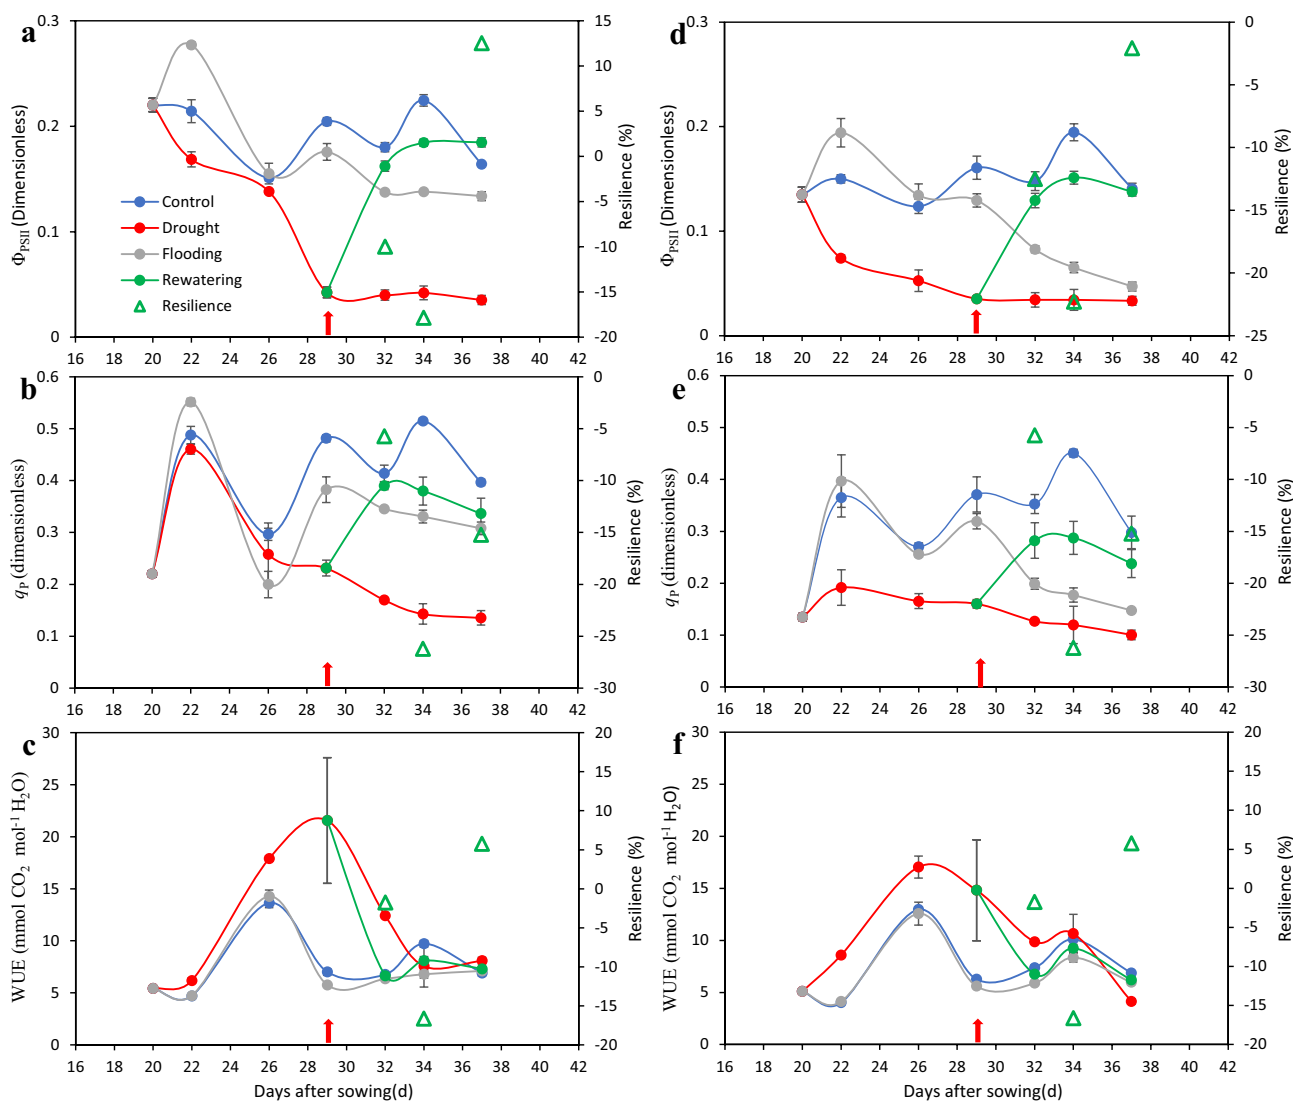 a
0.3
0.2
0.1
0
ΦPSII (Dimensionless)
15
10
5
0
-5
-10
-15
-20
Resilience (%)
Control
Drought
Flooding
Rewatering
Resilience
16 18 20 22 24 26 28 30 32 34 36 38 40 42
d
0.3
0.2
0.1
0
ΦPSII (Dimensionless)
0
-5
-10
-15
-20
-25
Resilience (%)
16 18 20 22 24 26 28 30 32 34 36 38 40 42
b
0.6
0.5
0.4
0.3
0.2
0.1
0
qP (dimensionless)
0
-5
-10
-15
-20
-25
-30
Resilience (%)
16 18 20 22 24 26 28 30 32 34 36 38 40 42
e
0.6
0.5
0.4
0.3
0.2
0.1
0
qP (dimensionless)
0
-5
-10
-15
-20
-25
-30
Resilience (%)
16 18 20 22 24 26 28 30 32 34 36 38 40 42
c
30
25
20
15
10
5
0
WUE (mmol CO2 mol-1 H2O)
20
15
10
5
0
-5
-10
-15
-20
Resilience (%)
16 18 20 22 24 26 28 30 32 34 36 38 40 42
Days after sowing(d)
f
30
25
20
15
10
5
0
WUE (mmol CO2 mol-1 H2O)
20
15
10
5
0
-5
-10
-15
-20
Resilience (%)
16 18 20 22 24 26 28 30 32 34 36 38 40 42
Days after sowing(d)